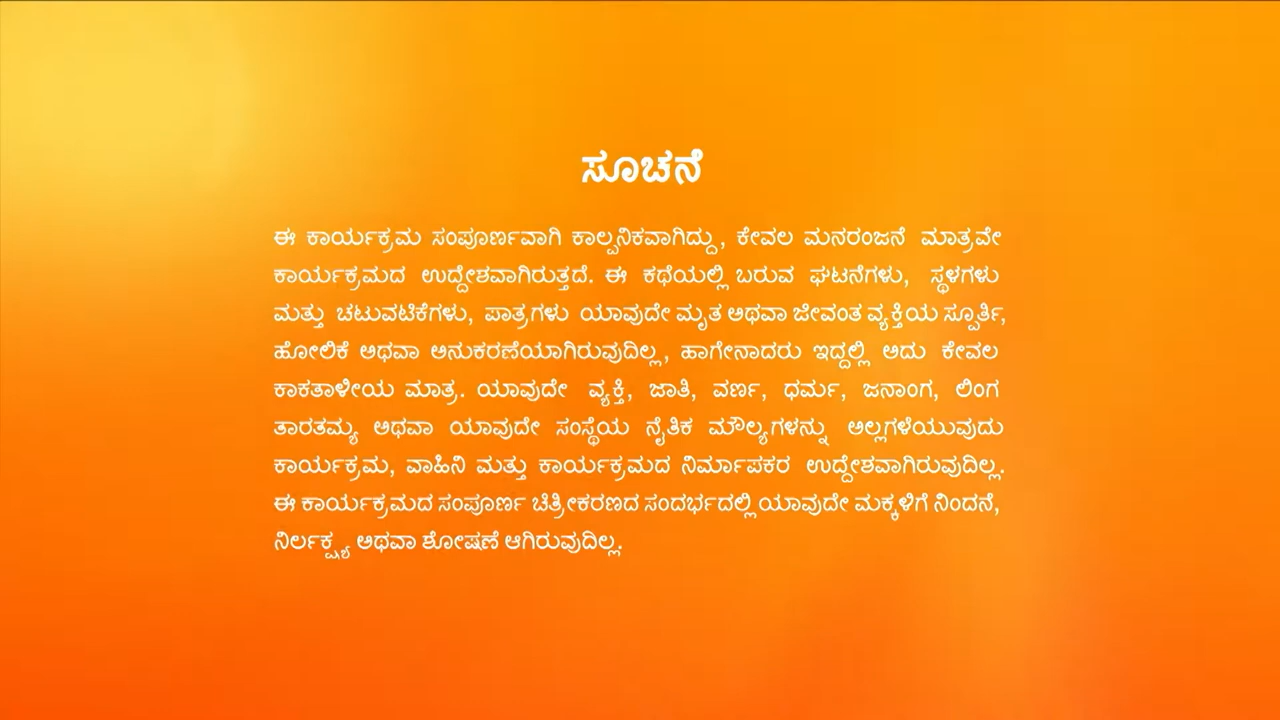 ಸೂಚನೆ
ಈ ಕಾರ್ಯಕ್ರಮ ಸಂಪೂರ್ಣವಾಗಿ ಕಾಲ್ಪನಿಕವಾಗಿದ್ದು, ಕೇವಲ ಮನರಂಜನೆ ಮಾತ್ರವೇ
ಕಾರ್ಯಕ್ರಮದ ಉದ್ದೇಶವಾಗಿರುತ್ತದೆ. ಈ ಕಥೆಯಲ್ಲಿ ಬರುವ ಘಟನೆಗಳು, ಸ್ಥಳಗಳು
ಮತ್ತು ಚಟುವಟಿಕೆಗಳು, ಪಾತ್ರಗಳು ಯಾವುದೇ ಮೃತ ಅಥವಾ ಜೀವಂತ ವ್ಯಕ್ತಿಯ ಸ್ಪೂರ್ತಿ,
ಹೋಲಿಕೆ ಅಥವಾ ಅನುಕರಣೆಯಾಗಿರುವುದಿಲ್ಲ, ಹಾಗೇನಾದರು ಇದ್ದಲ್ಲಿ ಅದು ಕೇವಲ
ಕಾಕತಾಳೀಯ ಮಾತ್ರ. ಯಾವುದೇ ವ್ಯಕ್ತಿ, ಜಾತಿ, ವರ್ಣ, ಧರ್ಮ, ಜನಾಂಗ, ಲಿಂಗ
ತಾರತಮ್ಯ ಅಥವಾ ಯಾವುದೇ ಸಂಸ್ಥೆಯ ನೈತಿಕ ಮೌಲ್ಯಗಳನ್ನು ಅಲ್ಲಗಳೆಯುವುದು
ಕಾರ್ಯಕ್ರಮ, ವಾಹಿನಿ ಮತ್ತು ಕಾರ್ಯಕ್ರಮದ ನಿರ್ಮಾಪಕರ ಉದ್ದೇಶವಾಗಿರುವುದಿಲ್ಲ.
ಈ ಕಾರ್ಯಕ್ರಮದ ಸಂಪೂರ್ಣ ಚಿತ್ರೀಕರಣದ ಸಂದರ್ಭದಲ್ಲಿ ಯಾವುದೇ ಮಕ್ಕಳಿಗೆ ನಿಂದನೆ,
ನಿರ್ಲಕ್ಷ್ಯ ಅಥವಾ ಶೋಷಣೆ ಆಗಿರುವುದಿಲ್ಲ.